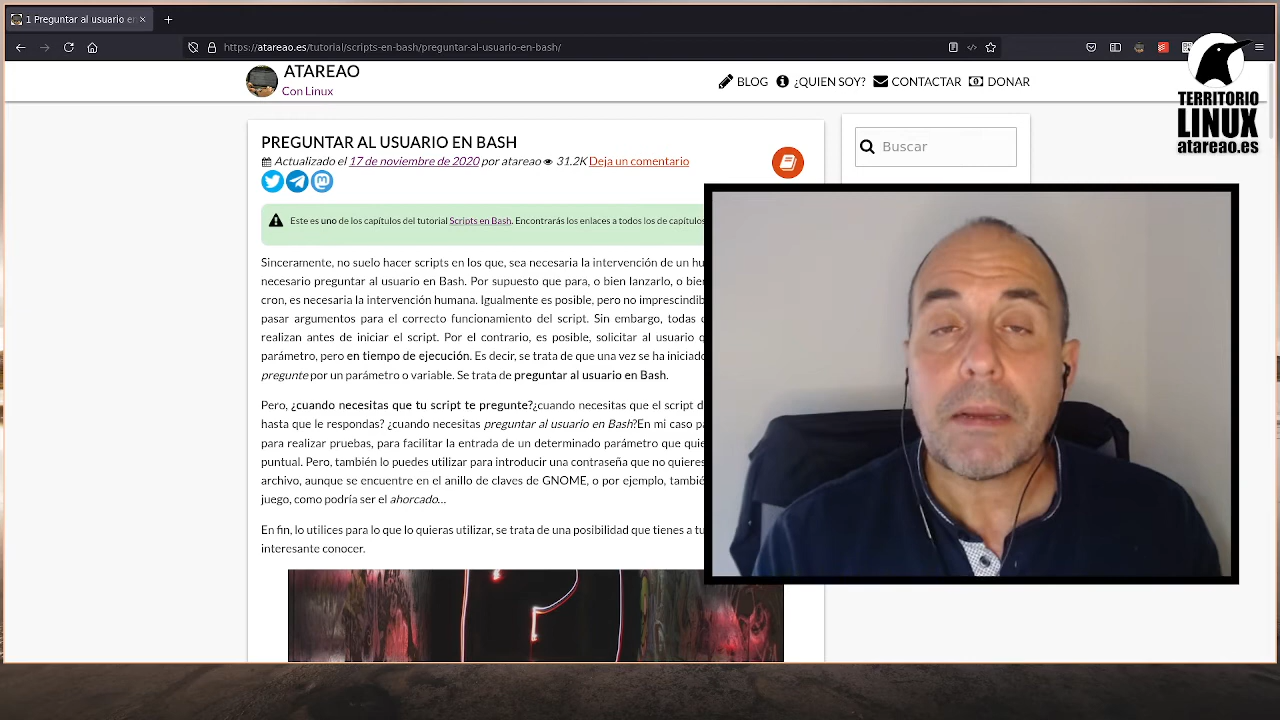 1 Preguntar al usuario en
https://atareao.es/tutorial/scripts-en-bash/preguntar-al-usuario-en-bash/
ATAREAO
Con Linux
BLOG ¿QUIEN SOY? CONTACTAR DONAR
TERRITORIO
LINUX
atareao.es
PREGUNTAR AL USUARIO EN BASH
Actualizado el 17 de noviembre de 2020 por atareao 31.2K Deja un comentario
Buscar
Este es uno de los capítulos del tutorial Scripts en Bash. Encontrarás los enlaces a todos los de capítulos
Sinceramente, no suelo hacer scripts en los que, sea necesaria la intervención de un hu
necesario preguntar al usuario en Bash. Por supuesto que para, o bien lanzarlo, o bien
cron, es necesaria la intervención humana. Igualmente es posible, pero no imprescindib
pasar argumentos para el correcto funcionamiento del script. Sin embargo, todas
realizan antes de iniciar el script. Por el contrario, es posible, solicitar al usuario
parámetro, pero en tiempo de ejecución. Es decir, se trata de que una vez se ha iniciado
pregunte por un parámetro o variable. Se trata de preguntar al usuario en Bash.
Pero, ¿cuando necesitas que tu script te pregunte?¿cuando necesitas que el script d
hasta que le respondas? ¿cuando necesitas preguntar al usuario en Bash?En mi caso pa
para realizar pruebas, para facilitar la entrada de un determinado parámetro que quie
puntual. Pero, también lo puedes utilizar para introducir una contraseña que no quieres
archivo, aunque se encuentre en el anillo de claves de GNOME, o por ejemplo, tambié
juego, como podría ser el ahorcado...
En fin, lo utilices para lo que lo quieras utilizar, se trata de una posibilidad que tienes a tu
interesante conocer.